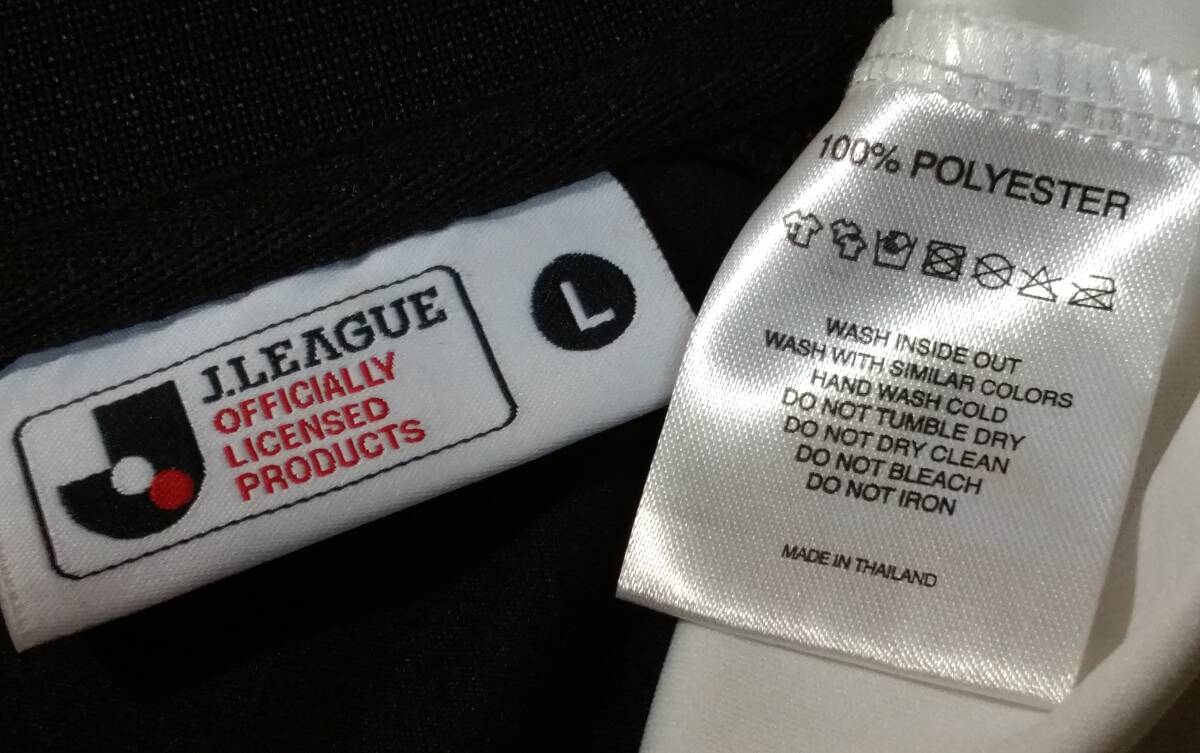 J.LEAGUE
OFFICIALLY
LICENSED
PRODUCTS
L
100% POLYESTER
WASH INSIDE OUT
WASH WITH SIMILAR COLORS
HAND WASH COLD
DO NOT TUMBLE DRY
DO NOT DRY CLEAN
DO NOT BLEACH
DO NOT IRON
MADE IN THAILAND